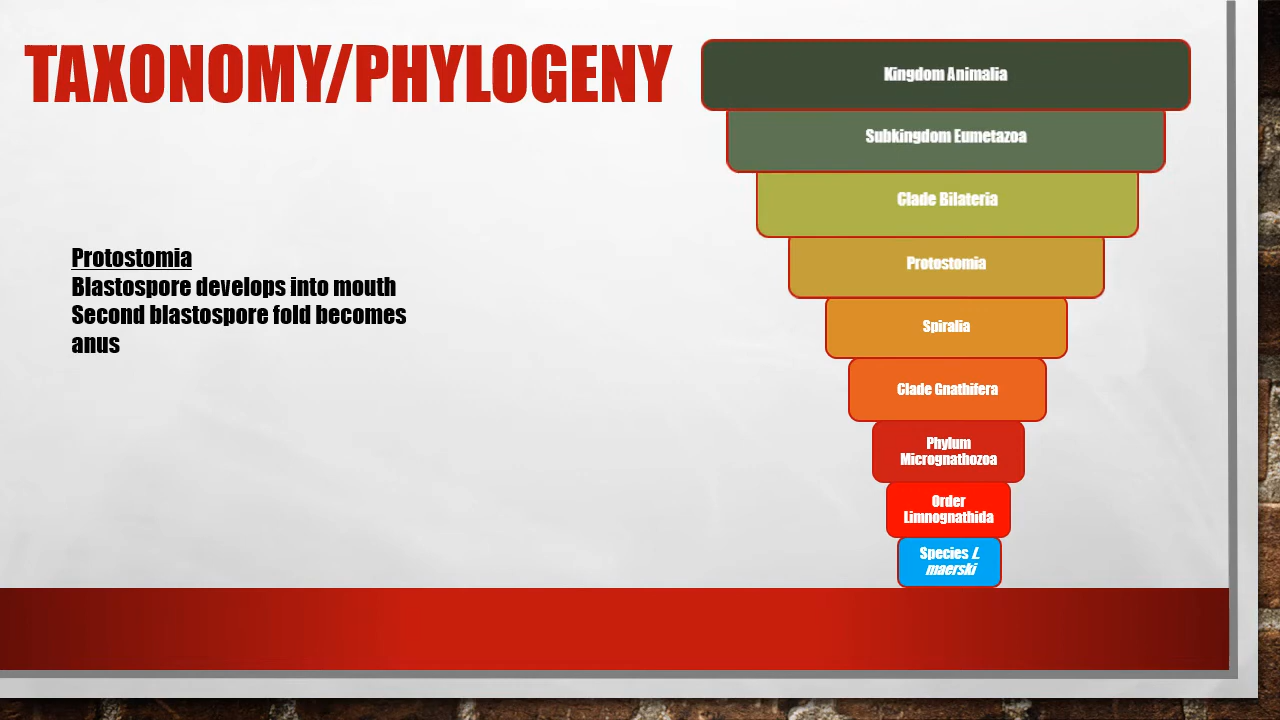 TAXONOMY/PHYLOGENY
Kingdom Animalia
Subkingdom Eumetazoa
Clade Bilateria
Protostomia
Spiralia
Clade Gnathifera
Phylum
Micrognathozoa
Order
Limnognathida
Species L
maerski
Protostomia
Blastospore develops into mouth
Second blastospore fold becomes
anus